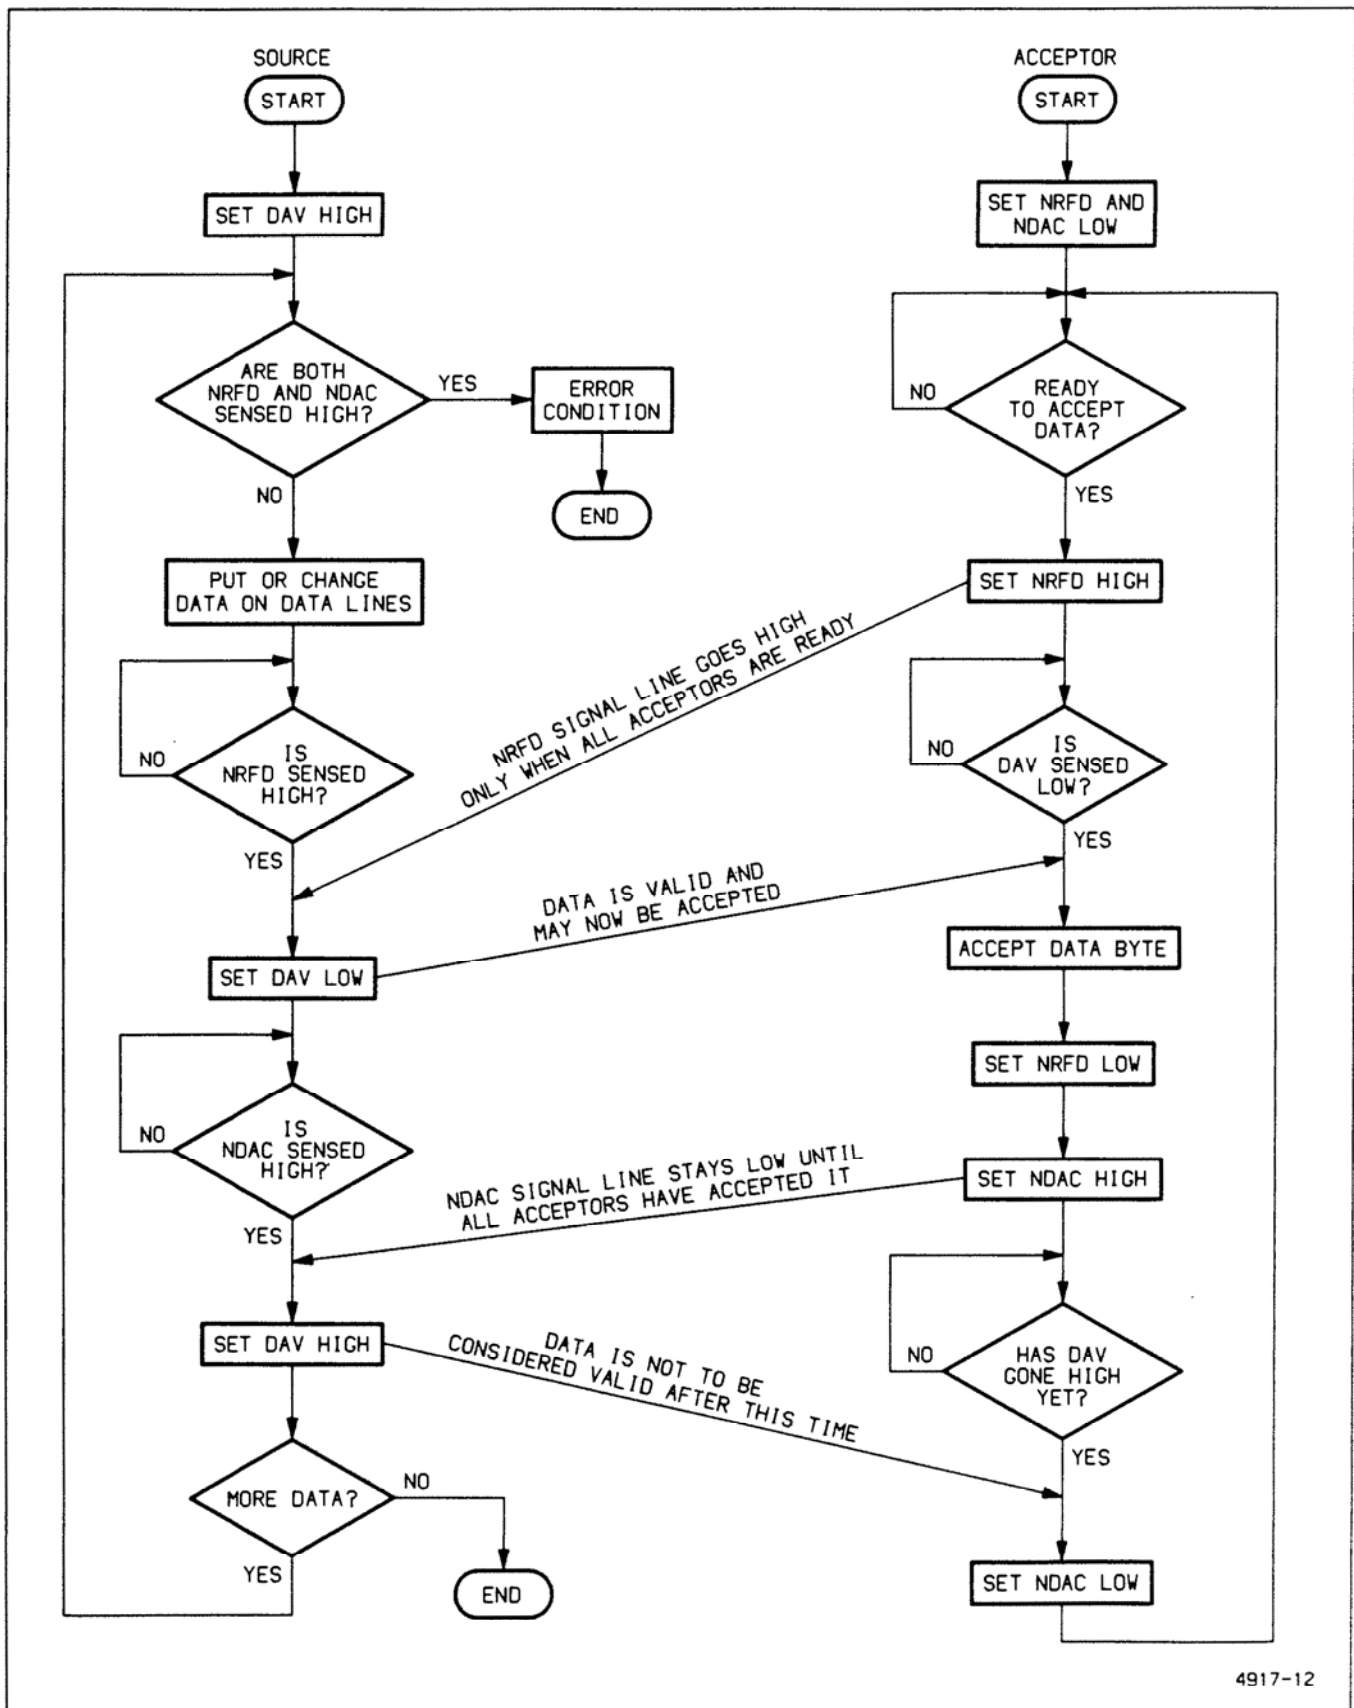 SOURCE
START
SET DAV HIGH
ARE BOTH
NRFD AND NDAC
SENSED HIGH?
YES
ERROR
CONDITION
END
NO
PUT OR CHANGE
DATA ON DATA LINES
IS
NRFD SENSED
HIGH?
NO
YES
SET DAV LOW
IS
NDAC SENSED
HIGH?
NO
YES
SET DAV HIGH
MORE DATA?
NO
END
YES
NRFD SIGNAL LINE GOES HIGH
ONLY WHEN ALL ACCEPTORS ARE READY
DATA IS VALID AND
MAY NOW BE ACCEPTED
NDAC SIGNAL LINE STAYS LOW UNTIL
ALL ACCEPTORS HAVE ACCEPTED IT
DATA IS NOT TO BE
CONSIDERED VALID AFTER THIS TIME
ACCEPTOR
START
SET NRFD AND
NDAC LOW
READY
TO ACCEPT
DATA?
NO
YES
SET NRFD HIGH
IS
DAV SENSED
LOW?
NO
YES
ACCEPT DATA BYTE
SET NRFD LOW
SET NDAC HIGH
HAS DAV
GONE HIGH
YET?
NO
YES
SET NDAC LOW
4917-12